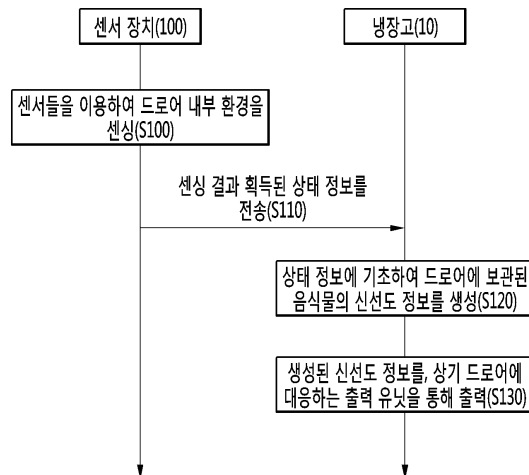 센서 장치(100)
냉장고(10)
센서들을 이용하여 드로어 내부 환경을
센싱(S100)
센싱 결과 획득된 상태 정보를
전송(S110)
상태 정보에 기초하여 드로어에 보관된
음식물의 신선도 정보를 생성(S120)
생성된 신선도 정보를, 상기 드로어에
대응하는 출력 유닛을 통해 출력(S130)